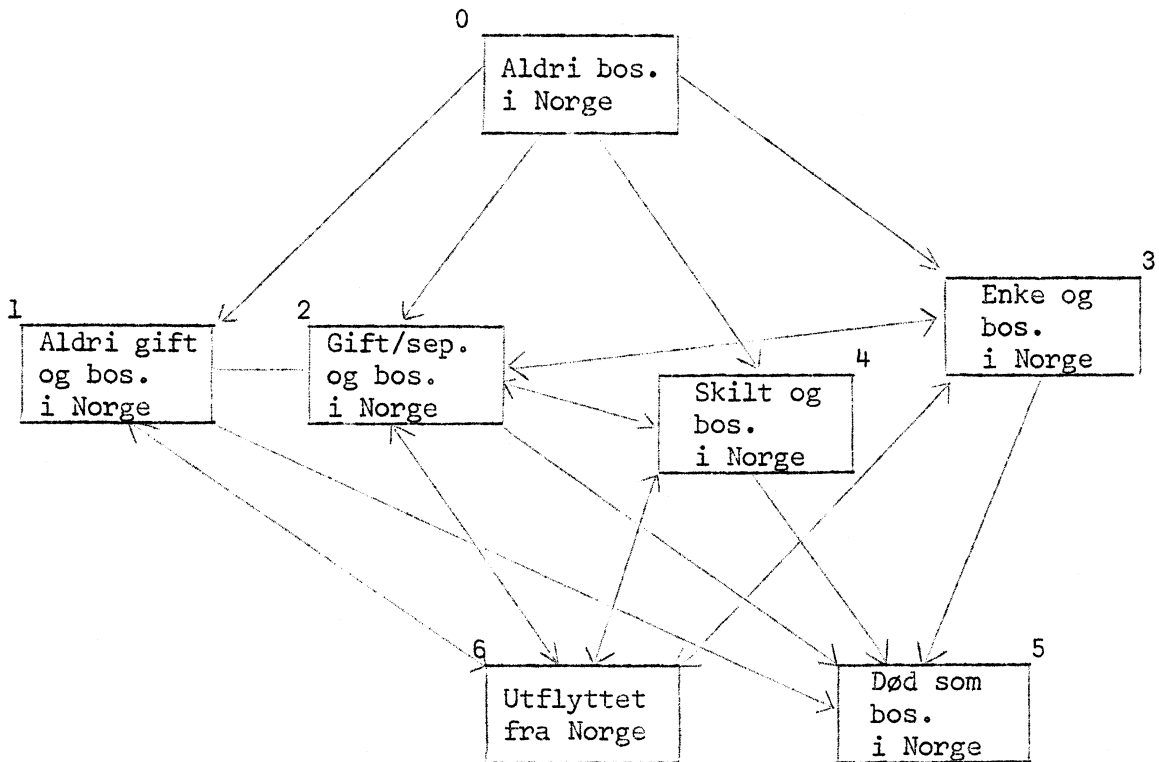 0
Aldri bos.
i Norge
1
Aldri gift
og bos.
i Norge
2
Gift/sep.
og bos.
i Norge
3
Enke og
bos.
i Norge
4
Skilt og
bos.
i Norge
6
Utflyttet
fra Norge
5
Død som
bos.
i Norge